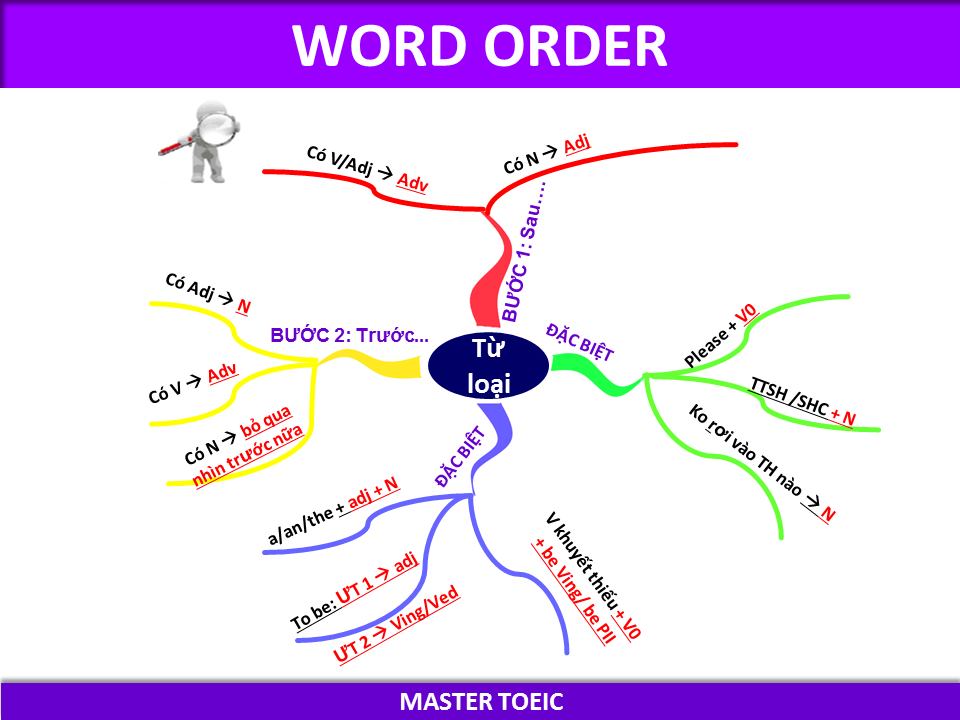 WORD ORDER
Từ
loại
BƯỚC 1: Sau….
Có V/Adj → Adv
Có N → Adj
BƯỚC 2: Trước...
Có Adj → N
Có V → Adv
Có N → bỏ qua
nhìn trước nữa
ĐẶC BIỆT
Please + V0
TTSH /SHC + N
Ko rơi vào TH nào → N
ĐẶC BIỆT
a/an/the + adj + N
To be: ƯT 1 → adj
ƯT 2 → Ving/Ved
V khuyết thiếu + V0
+ be Ving/ be PII
MASTER TOEIC